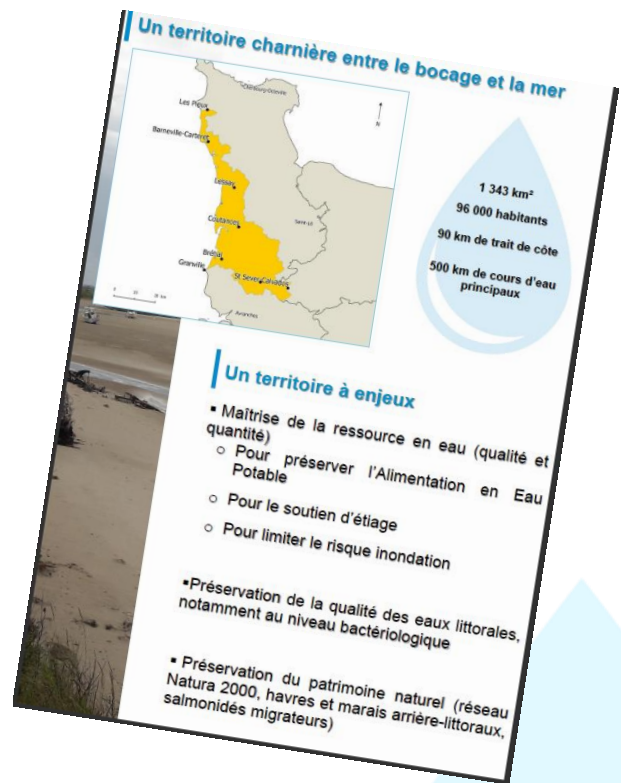 Un territoire charnière entre le bocage et la mer
Cherbourg-Octeville
Les Pieux
N
Barneville-Carteret
Lessay
Coutances
Saint-Lô
Bréhal
Granville
St Sever Calvados
Avranches
1 343 km²
96 000 habitants
90 km de trait de côte
500 km de cours d'eau
principaux
Un territoire à enjeux
▪ Maîtrise de la ressource en eau (qualité et
quantité)
o Pour préserver l'Alimentation en Eau
Potable
o Pour le soutien d'étiage
o Pour limiter le risque inondation
▪Préservation de la qualité des eaux littorales,
notamment au niveau bactériologique
▪ Préservation du patrimoine naturel (réseau
Natura 2000, havres et marais arrière-littoraux,
salmonidés migrateurs)